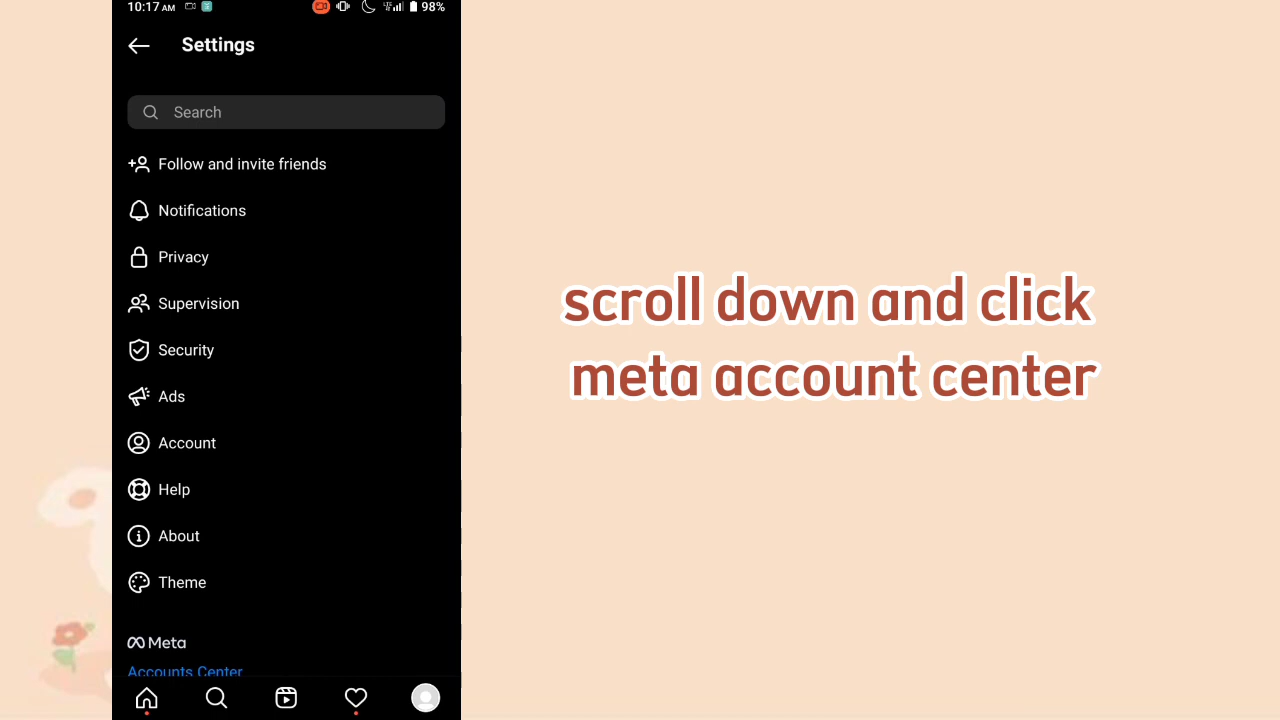 10:17 AM 98%
Settings
Search
Follow and invite friends
Notifications
Privacy
Supervision
Security
Ads
Account
Help
About
Theme
Meta
Accounts Center
scroll down and click
meta account center